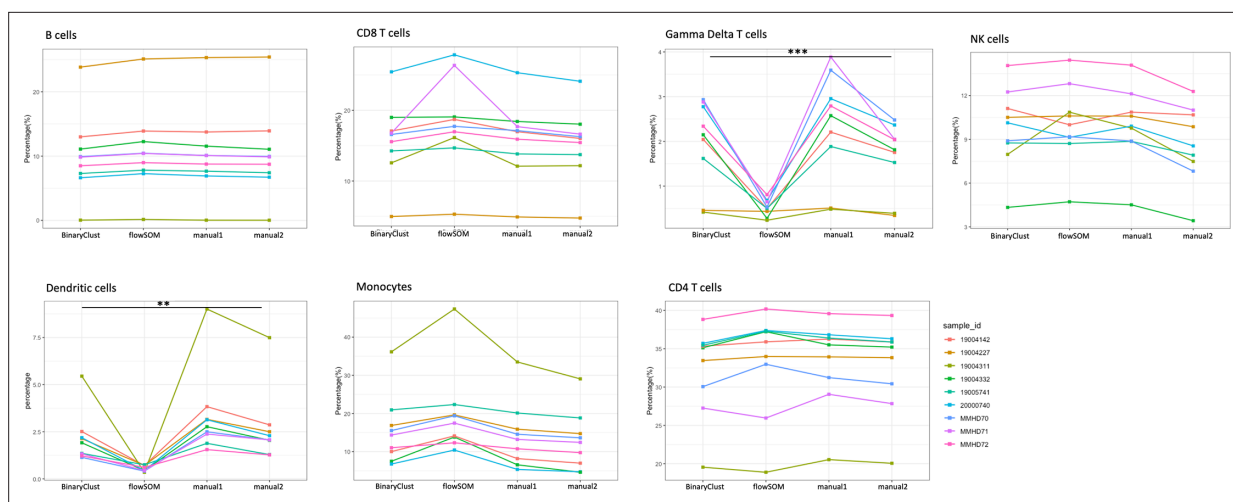 B cells
Percentage(%)
20
10
0
BinaryClust flowSOM manual1 manual2
CD8 T cells
Percentage(%)
20
10
BinaryClust flowSOM manual1 manual2
Gamma Delta T cells
***
Percentage(%)
4
3
2
1
BinaryClust flowSOM manual1 manual2
NK cells
Percentage(%)
12
9
6
3
BinaryClust flowSOM manual1 manual2
Dendritic cells
**
percentage
7.5
5.0
2.5
0.0
BinaryClust flowSOM manual1 manual2
Monocytes
Percentage(%)
40
30
20
10
BinaryClust flowSOM manual1 manual2
CD4 T cells
Percentage(%)
40
35
30
25
20
BinaryClust flowSOM manual1 manual2
sample_id
19004142
19004227
19004311
19004332
19005741
20000740
MMHD70
MMHD71
MMHD72